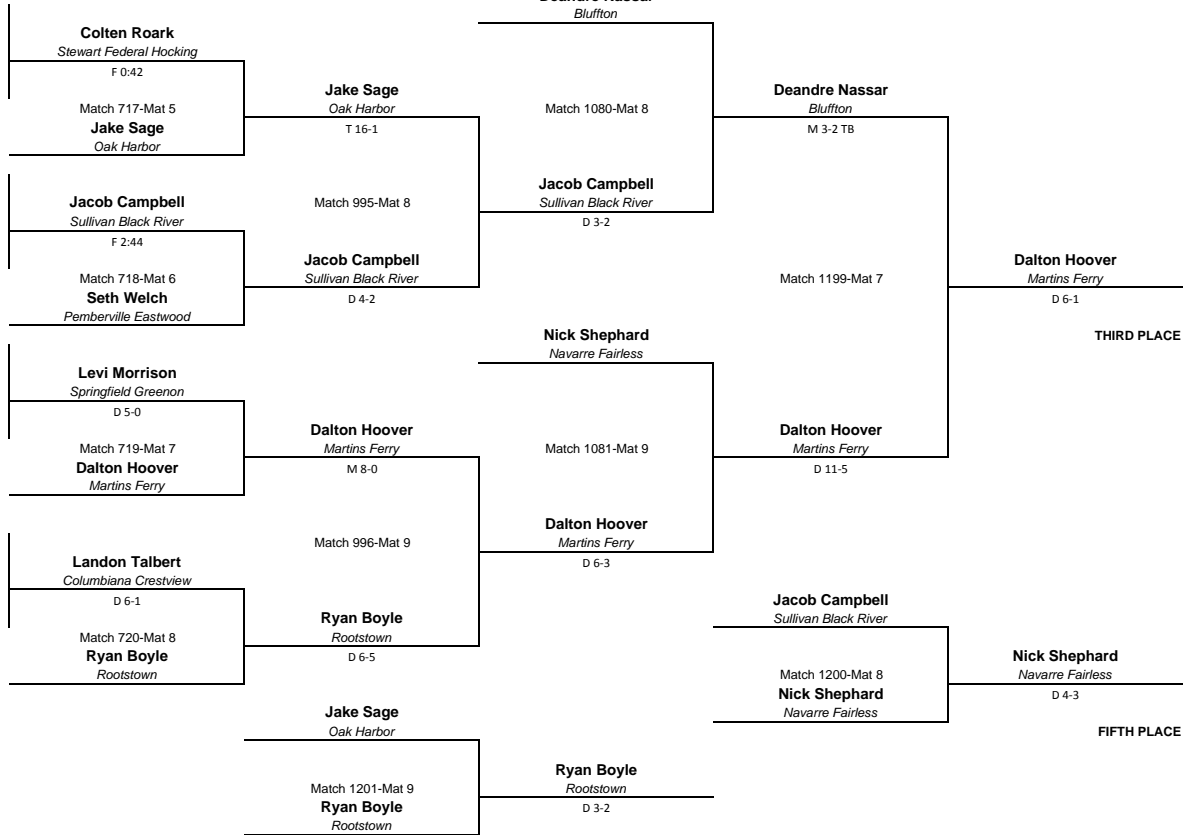 Deandre Nassar
Bluffton
Colten Roark
Stewart Federal Hocking
F 0:42
Match 717-Mat 5
Jake Sage
Oak Harbor
Jake Sage
Oak Harbor
T 16-1
Match 1080-Mat 8
Deandre Nassar
Bluffton
M 3-2 TB
Jacob Campbell
Sullivan Black River
F 2:44
Match 718-Mat 6
Seth Welch
Pemberville Eastwood
Match 995-Mat 8
Jacob Campbell
Sullivan Black River
D 4-2
Jacob Campbell
Sullivan Black River
D 3-2
Match 1199-Mat 7
Dalton Hoover
Martins Ferry
D 6-1
THIRD PLACE
Levi Morrison
Springfield Greenon
D 5-0
Match 719-Mat 7
Dalton Hoover
Martins Ferry
Dalton Hoover
Martins Ferry
M 8-0
Nick Shephard
Navarre Fairless
Match 1081-Mat 9
Dalton Hoover
Martins Ferry
D 11-5
Landon Talbert
Columbiana Crestview
D 6-1
Match 720-Mat 8
Ryan Boyle
Rootstown
Match 996-Mat 9
Ryan Boyle
Rootstown
D 6-5
Dalton Hoover
Martins Ferry
D 6-3
Jacob Campbell
Sullivan Black River
Match 1200-Mat 8
Nick Shephard
Navarre Fairless
Nick Shephard
Navarre Fairless
D 4-3
FIFTH PLACE
Jake Sage
Oak Harbor
Match 1201-Mat 9
Ryan Boyle
Rootstown
Ryan Boyle
Rootstown
D 3-2